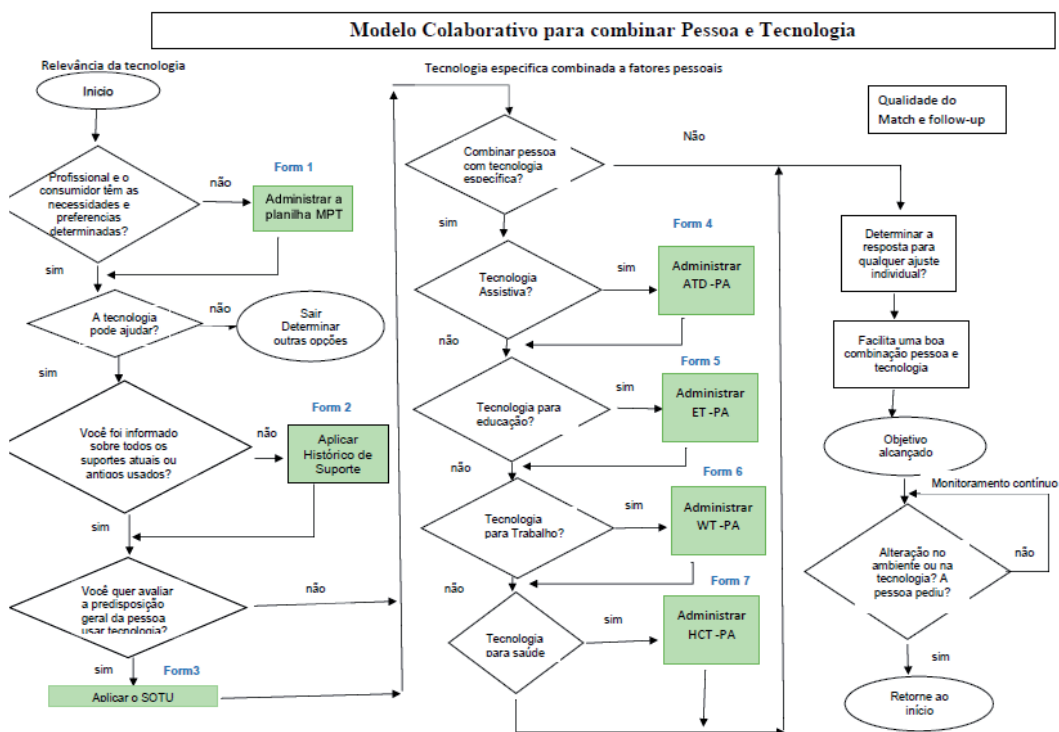 Modelo Colaborativo para combinar Pessoa e Tecnologia
Relevância da tecnologia
Inicio
Profissional e o
consumidor têm as
necessidades e
preferencias
determinadas?
não
Form 1
Administrar a
planilha MPT
sim
A tecnologia
pode ajudar?
não
Sair
Determinar
outras opções
sim
Você foi informado
sobre todos os
suportes atuais ou
antigos usados?
não
Form 2
Aplicar
Histórico de
Suporte
sim
Você quer avaliar
a predisposição
geral da pessoa
usar tecnologia?
não
sim
Form3
Aplicar o SOTU
Tecnologia especifica combinada a fatores pessoais
Combinar pessoa
com tecnologia
específica?
Não
sim
Tecnologia
Assistiva?
sim
Form 4
Administrar
ATD -PA
não
Tecnologia para
educação?
sim
Form 5
Administrar
ET -PA
não
Tecnologia
para Trabalho?
sim
Form 6
Administrar
WT -PA
não
Tecnologia
para saúde
sim
Form 7
Administrar
HCT -PA
Qualidade do
Match e follow-up
Determinar a
resposta para
qualquer ajuste
individual?
Facilita uma boa
combinação pessoa e
tecnologia
Objetivo
alcançado
Monitoramento contínuo
Alteração no
ambiente ou na
tecnologia? A
pessoa pediu?
não
sim
Retorne ao
início